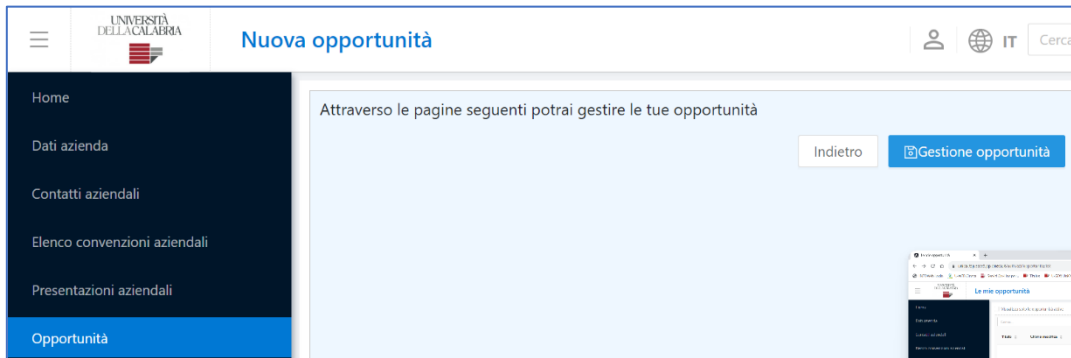 UNIVERSITÀ
DELLA CALABRIA
Nuova opportunità
IT
Cerca
Home
Attraverso le pagine seguenti potrai gestire le tue opportunità
Dati azienda
Indietro
Gestione opportunità
Contatti aziendali
Elenco convenzioni aziendali
Presentazioni aziendali
Le mie opportunità
Opportunità